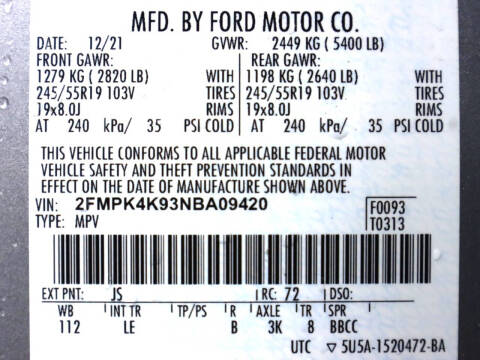 MFD. BY FORD MOTOR CO.
DATE: 12/21 GVWR: 2449 KG ( 5400 LB)
FRONT GAWR: REAR GAWR:
1279 KG ( 2820 LB) WITH 1198 KG ( 2640 LB) WITH
245/55R19 103V TIRES 245/55R19 103V TIRES
19x8.0J RIMS 19x8.0J RIMS
AT 240 kPa/ 35 PSI COLD AT 240 kPa/ 35 PSI COLD
THIS VEHICLE CONFORMS TO ALL APPLICABLE FEDERAL MOTOR
VEHICLE SAFETY AND THEFT PREVENTION STANDARDS IN
EFFECT ON THE DATE OF MANUFACTURE SHOWN ABOVE.
VIN: 2FMPK4K93NBA09420 F0093
TYPE: MPV T0313
EXT PNT: JS RC: 72 DSO:
WB INT TR TP/PS R AXLE TR SPR
112 LE B 3K 8 BBCC
UTC ▽5U5A-1520472-BA